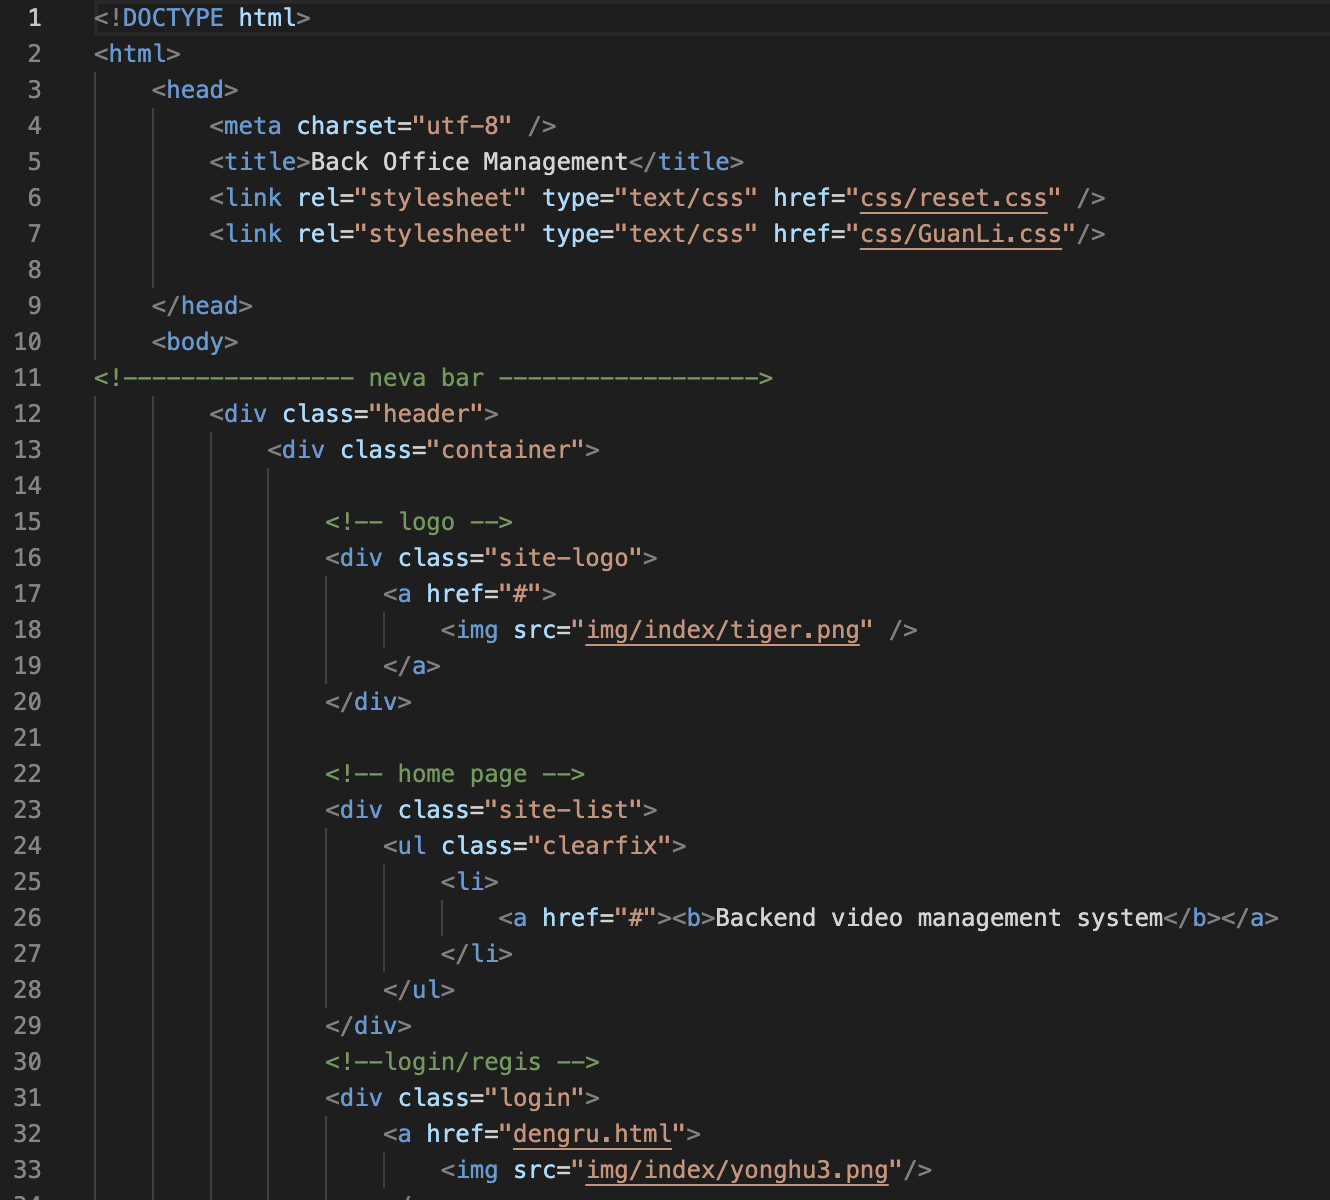 1 <!DOCTYPE html>
2 <html>
3 <head>
4 <meta charset="utf-8" />
5 <title>Back Office Management</title>
6 <link rel="stylesheet" type="text/css" href="css/reset.css" />
7 <link rel="stylesheet" type="text/css" href="css/GuanLi.css"/>
8
9 </head>
10 <body>
11 <!---------------- neva bar ------------------>
12 <div class="header">
13 <div class="container">
14
15 <!-- logo -->
16 <div class="site-logo">
17 <a href="#">
18 <img src="img/index/tiger.png" />
19 </a>
20 </div>
21
22 <!-- home page -->
23 <div class="site-list">
24 <ul class="clearfix">
25 <li>
26 <a href="#"><b>Backend video management system</b></a>
27 </li>
28 </ul>
29 </div>
30 <!--login/regis -->
31 <div class="login">
32 <a href="dengru.html">
33 <img src="img/index/yonghu3.png"/>